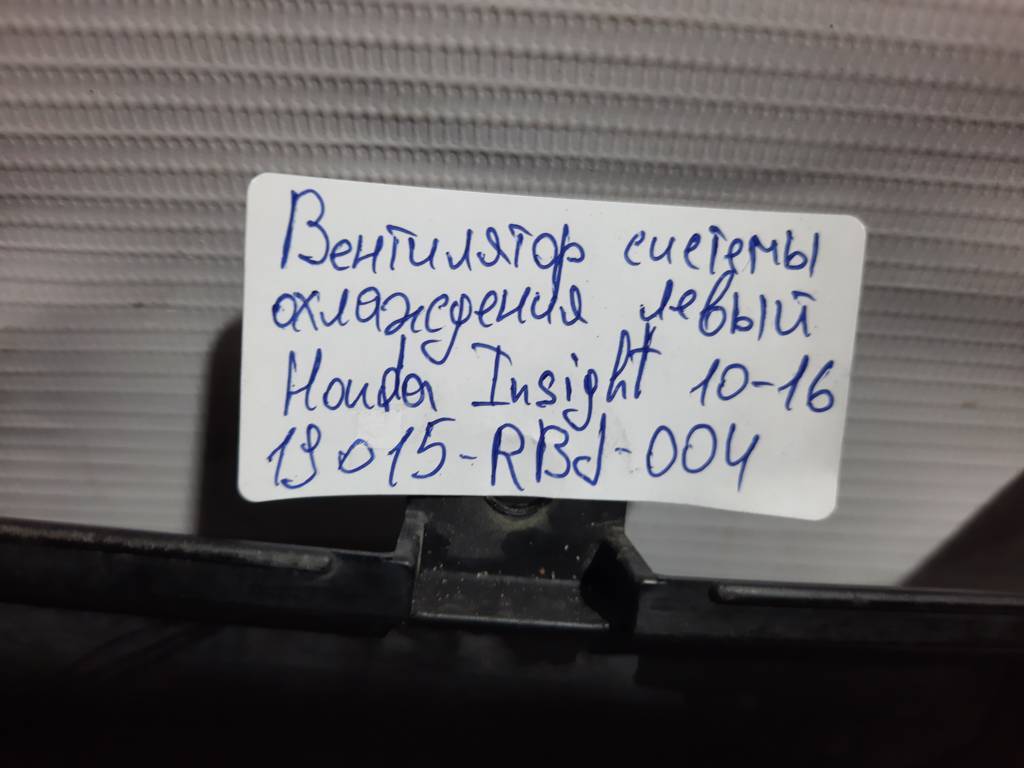 Вентилятор системы
охлаждения левый
Honda Insight 10-16
19015-RBJ-004